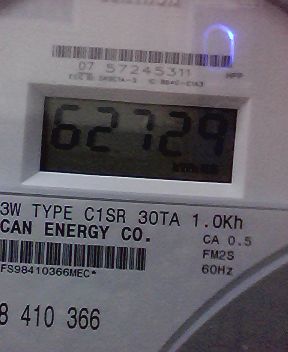 07 57245311
62729
3W TYPE C1SR 30TA 1.0Kh
CAN ENERGY CO.
CA 0.5
FM2S
60Hz
FS98410366MEC*
8 410 366